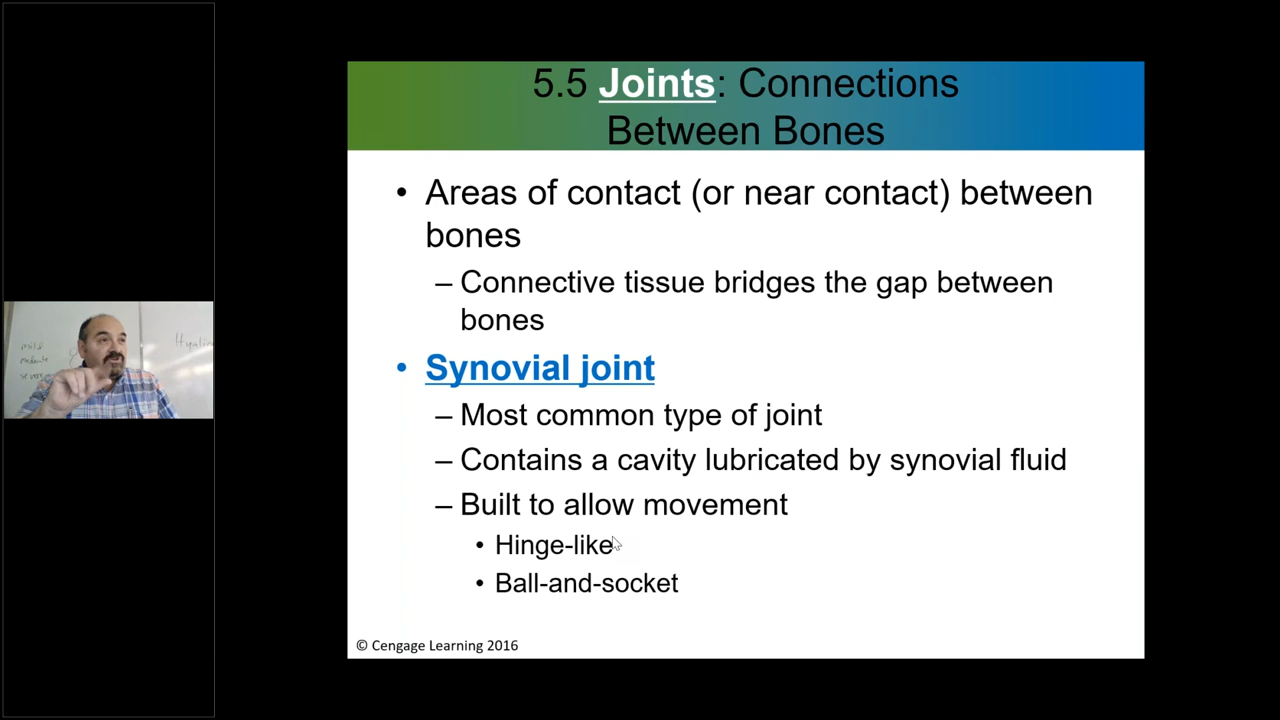 5.5 Joints: Connections
Between Bones
• Areas of contact (or near contact) between
bones
– Connective tissue bridges the gap between
bones
• Synovial joint
– Most common type of joint
– Contains a cavity lubricated by synovial fluid
– Built to allow movement
• Hinge-like
• Ball-and-socket
© Cengage Learning 2016
mild
moderate